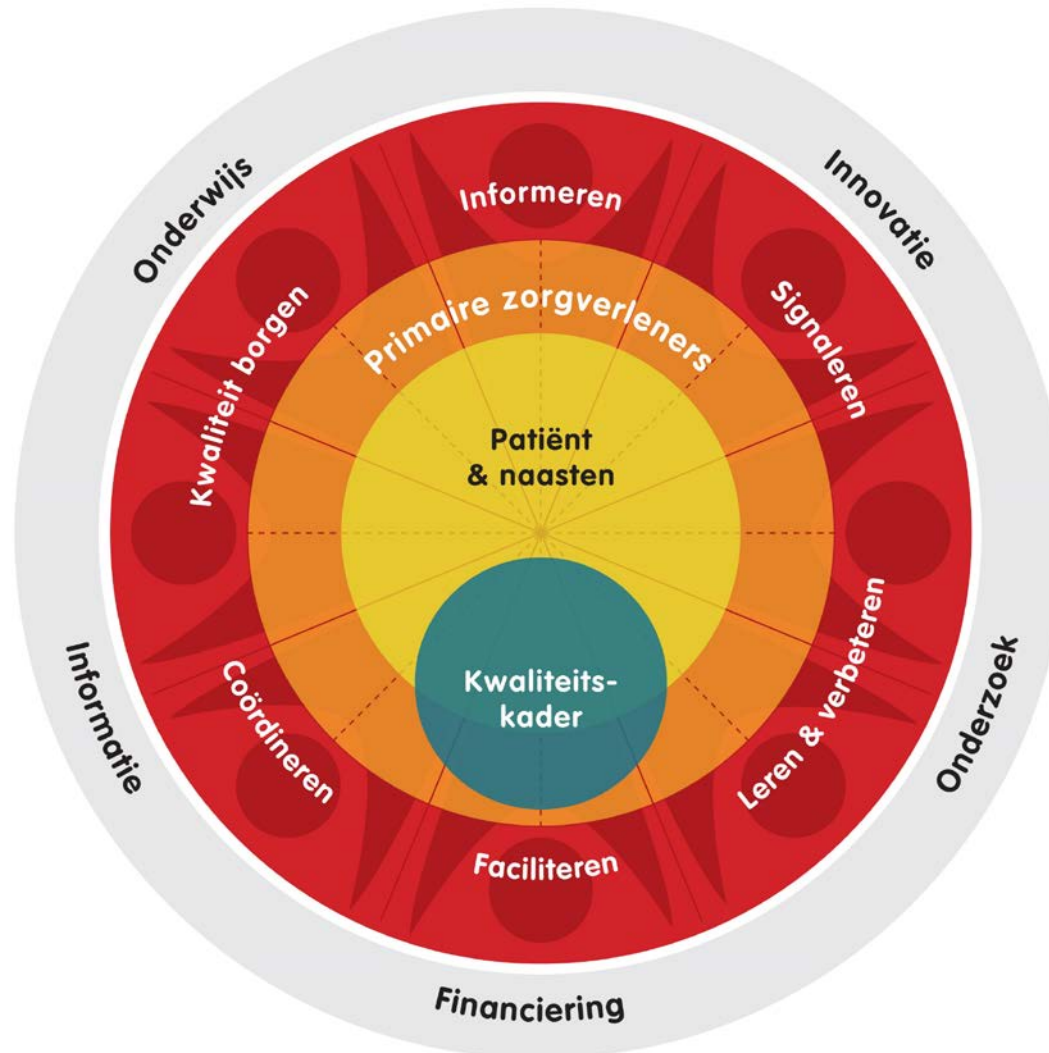 Onderwijs
Innovatie
Informeren
Kwaliteit borgen
Primaire zorgverleners
Signaleren
Patiënt
& naasten
Kwaliteits-
kader
Informatie
Coördineren
Leren & verbeteren
Onderzoek
Faciliteren
Financiering